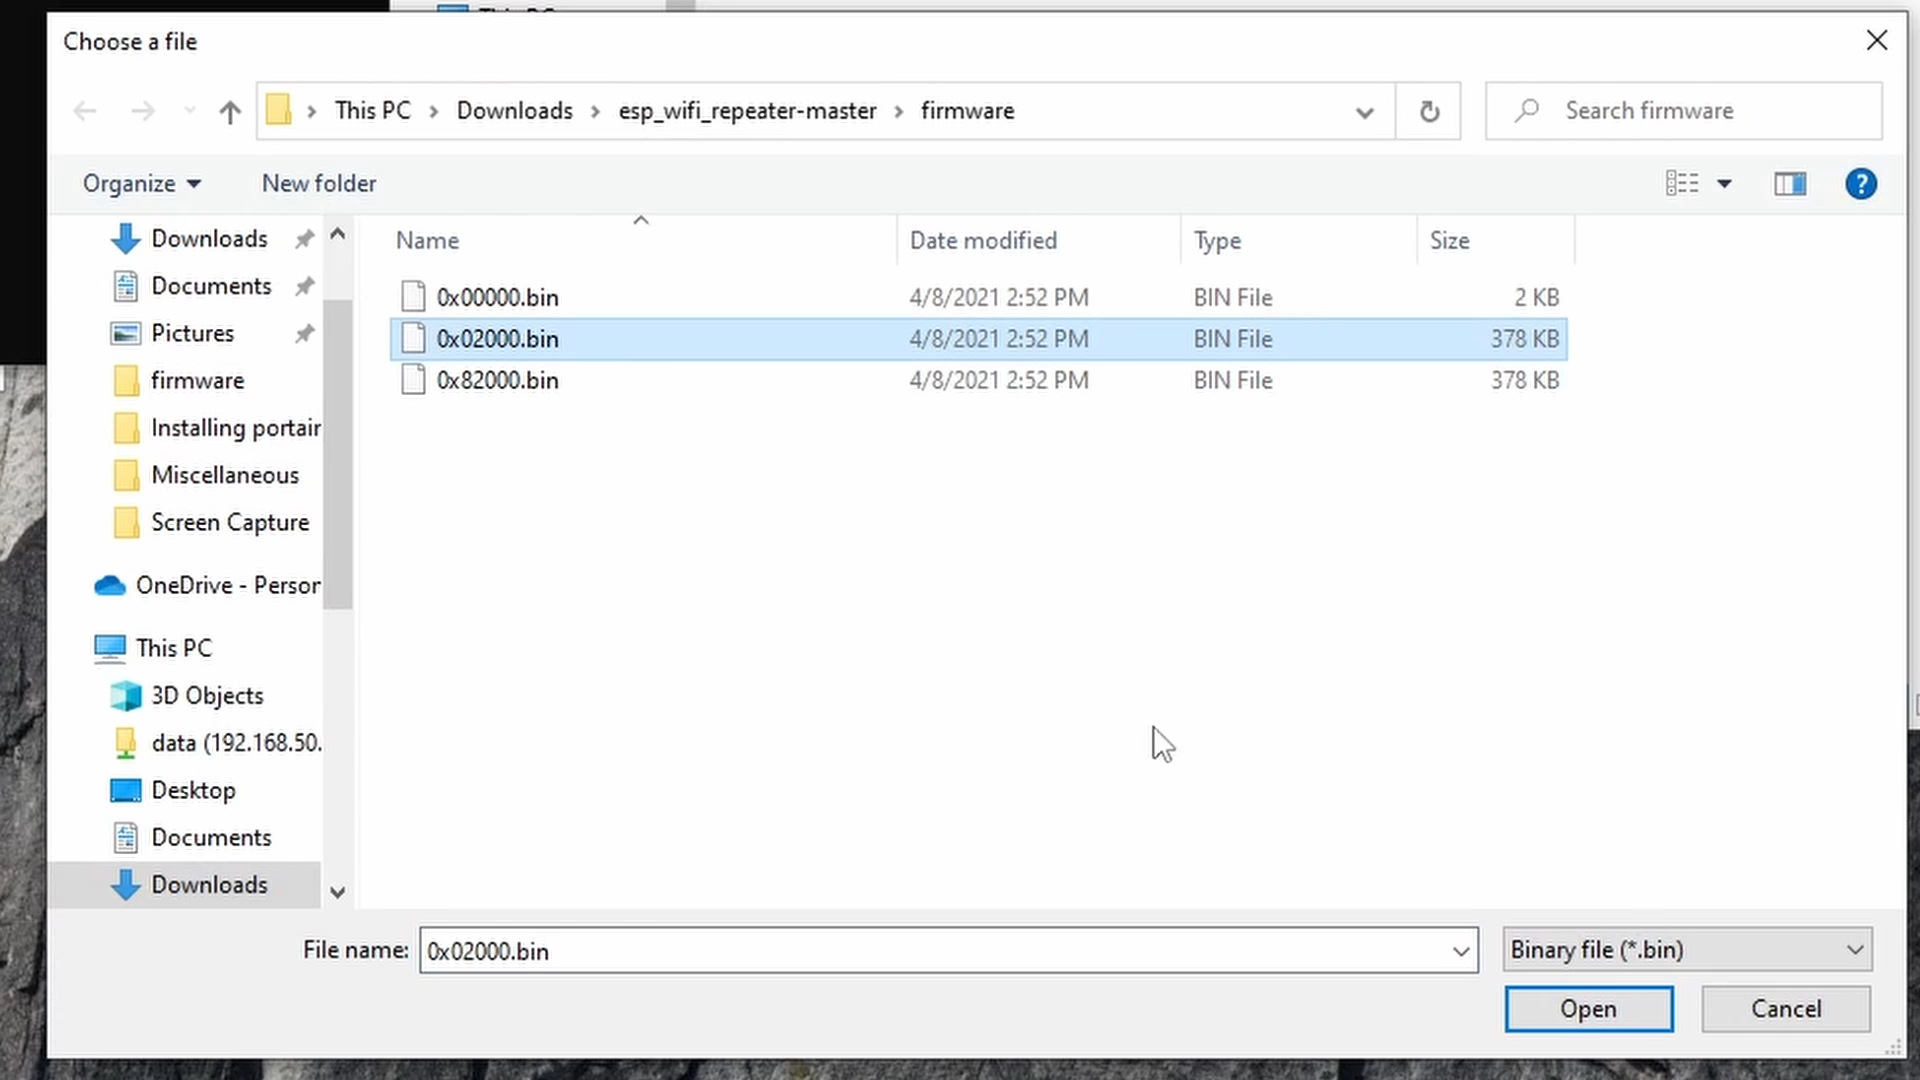 Choose a file
This PC
Downloads
esp_wifi_repeater-master
firmware
Search firmware
Organize
New folder
?
Name
Date modified
Type
Size
0x00000.bin 4/8/2021 2:52 PM BIN File 2 KB
0x02000.bin 4/8/2021 2:52 PM BIN File 378 KB
0x82000.bin 4/8/2021 2:52 PM BIN File 378 KB
Downloads
Documents
Pictures
firmware
Installing portair
Miscellaneous
Screen Capture
OneDrive - Person
This PC
3D Objects
data (192.168.50.
Desktop
Documents
Downloads
File name: 0x02000.bin
Binary file (*.bin)
Open
Cancel